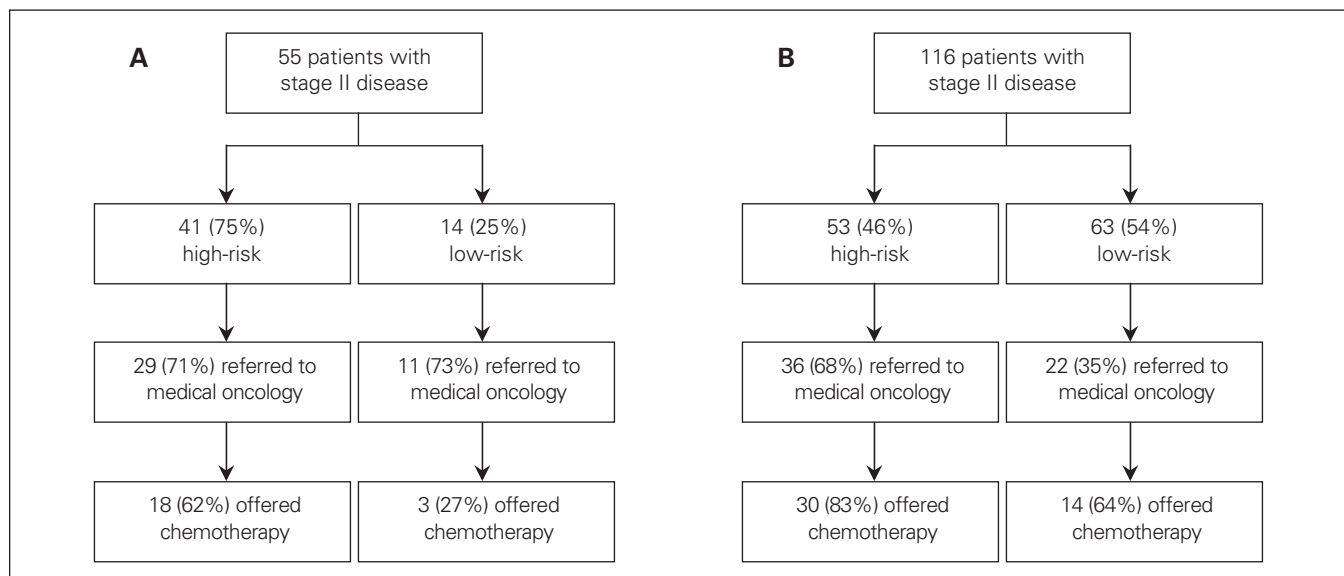 A
55 patients with
stage II disease
41 (75%)
high-risk
14 (25%)
low-risk
29 (71%) referred to
medical oncology
11 (73%) referred to
medical oncology
18 (62%) offered
chemotherapy
3 (27%) offered
chemotherapy
B
116 patients with
stage II disease
53 (46%)
high-risk
63 (54%)
low-risk
36 (68%) referred to
medical oncology
22 (35%) referred to
medical oncology
30 (83%) offered
chemotherapy
14 (64%) offered
chemotherapy